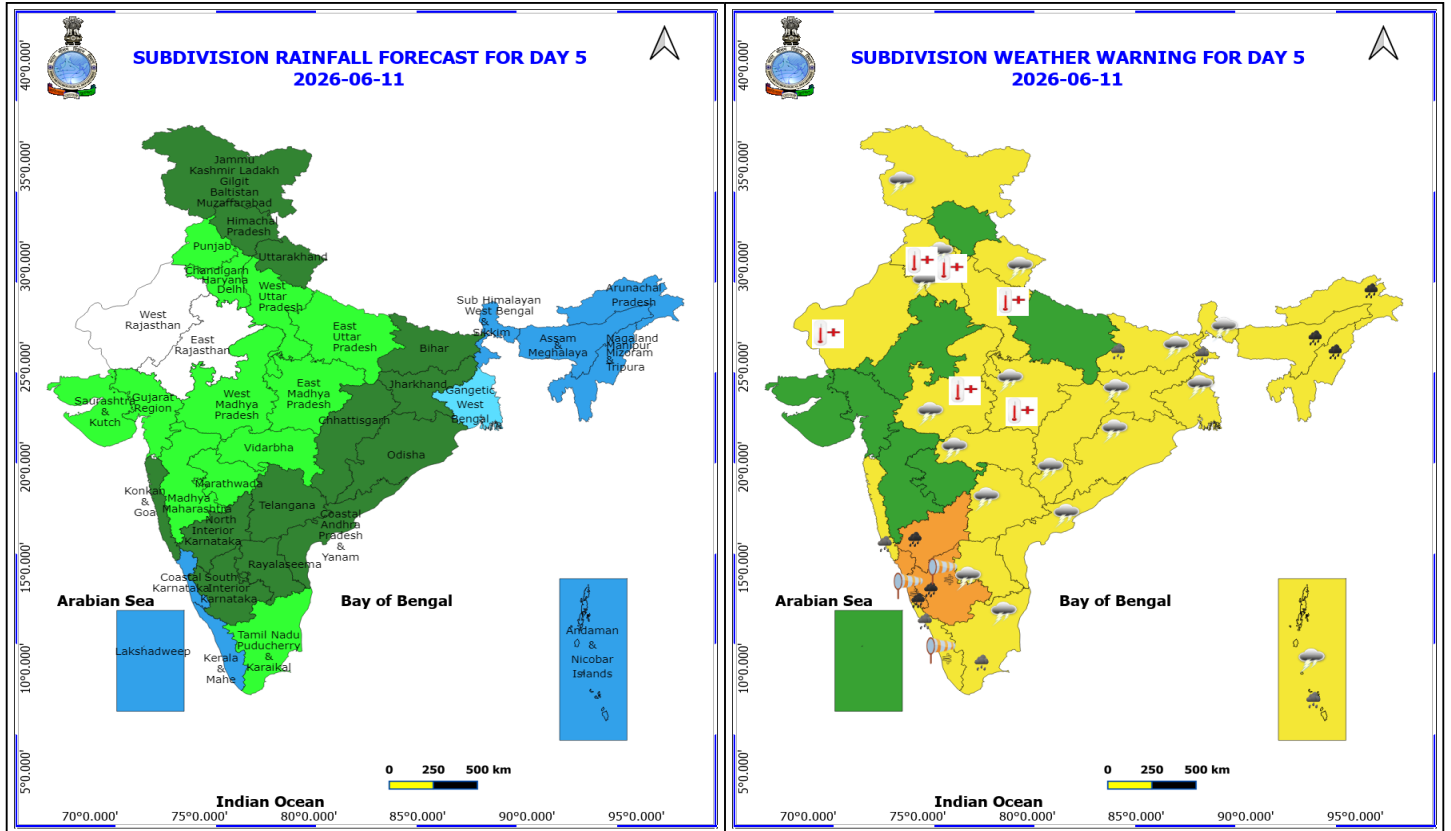 SUBDIVISION RAINFALL FORECAST FOR DAY 5
2026-06-11
40°0.000'
35°0.000'
30°0.000'
25°0.000'
20°0.000'
15°0.000'
10°0.000'
5°0.000'
Jammu
Kashmir Ladakh
Gilgit
Baltistan
Muzaffarabad
Himachal
Pradesh
Punjab
Uttarakhand
Chandigarh
Haryana
Delhi
West
Uttar
Pradesh
West
Rajasthan
East
Rajasthan
East
Uttar
Pradesh
Sub Himalayan
West Bengal
&
Sikkim
Arunachal
Pradesh
Assam
&
Meghalaya
Nagaland
Manipur
Mizoram
&
Tripura
Bihar
Jharkhand
Gangetic
West
Bengal
Saurashtra
&
Kutch
Gujarat
Region
West
Madhya
Pradesh
East
Madhya
Pradesh
Chhattisgarh
Odisha
Vidarbha
Marathwada
Konkan
&
Goa
Madhya
Maharashtra
Telangana
North
Interior
Karnataka
Coastal
Andhra
Pradesh
&
Yanam
Rayalaseema
Coastal
Karnataka
South
Interior
Karnataka
Tamil Nadu
Puducherry
&
Karaikal
Kerala
&
Mahe
Lakshadweep
Andaman
&
Nicobar
Islands
Arabian Sea
Bay of Bengal
Indian Ocean
0 250 500 km
70°0.000' 75°0.000' 80°0.000' 85°0.000' 90°0.000' 95°0.000'
SUBDIVISION WEATHER WARNING FOR DAY 5
2026-06-11
40°0.000'
35°0.000'
30°0.000'
25°0.000'
20°0.000'
15°0.000'
10°0.000'
5°0.000'
Arabian Sea
Bay of Bengal
Indian Ocean
0 250 500 km
70°0.000' 75°0.000' 80°0.000' 85°0.000' 90°0.000' 95°0.000'